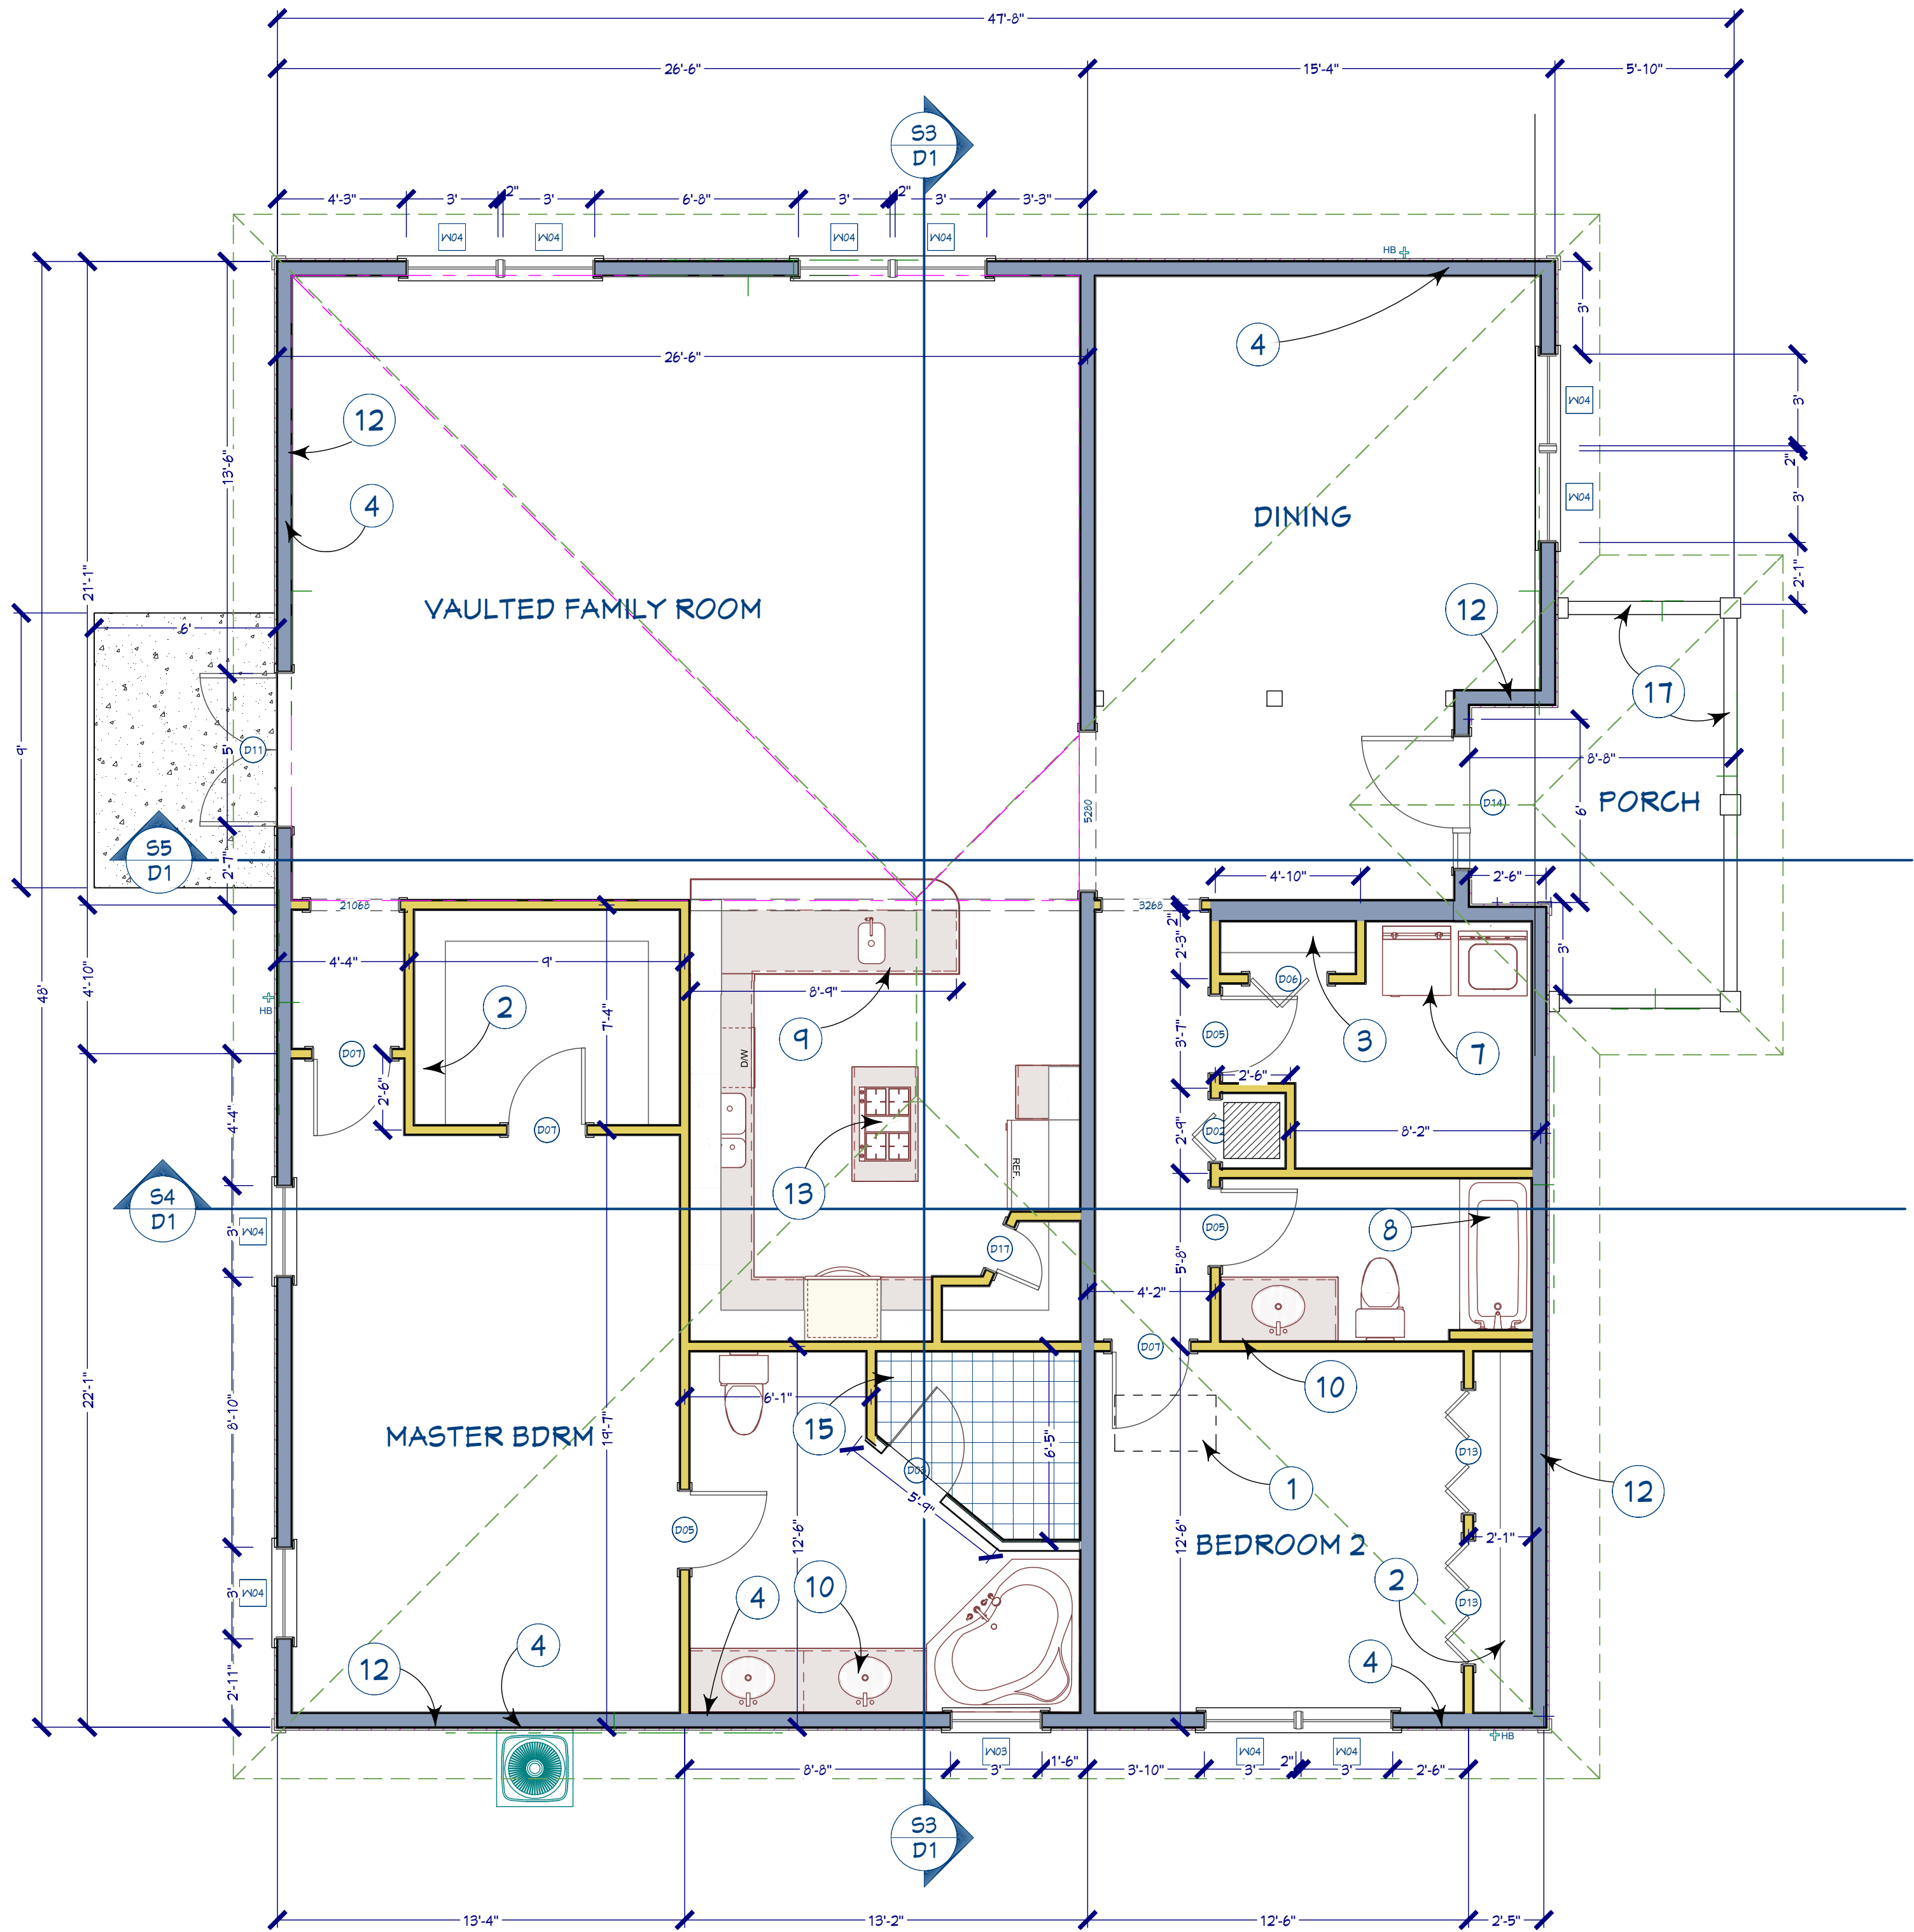 47'-8"
26'-6"
15'-4"
5'-10"
S3
D1
4'-3"
3'
2"
3'
6'-8"
3'
2"
3'
3'-3"
W04
W04
W04
W04
HB
3'
4
26'-6"
W04
3'
12
13'-6"
2"
W04
3'
4
DINING
21'-1"
2'-1"
VAULTED FAMILY ROOM
12
6'
17
9'
D11
5'
8'-8"
5280
D14
6'
PORCH
S5
D1
2'-7"
4'-10"
2'-6"
21068
3268
2"
4'-4"
9'
2'-3"
3'
8'-9"
D06
48'
4'-10"
HB
2
7'-4"
9
D05
3
7
D07
D/W
3'-7"
2'-6"
2'-6"
4'-4"
13
D07
D02
2'-9"
8'-2"
REF.
S4
D1
W04
3'
D17
D05
8
5'-8"
4'-2"
D07
22'-1"
8'-10"
6'-1"
10
15
MASTER BDRM
19'-7"
6'-5"
D13
D03
5'-9"
1
12
D05
12'-6"
12'-6"
BEDROOM 2
2'-1"
W04
3'
4
10
2
D13
4
12
4
2'-11"
HB
W03
W04
W04
8'-8"
3'
1'-6"
3'-10"
3'
2"
3'
2'-6"
S3
D1
13'-4"
13'-2"
12'-6"
2'-5"